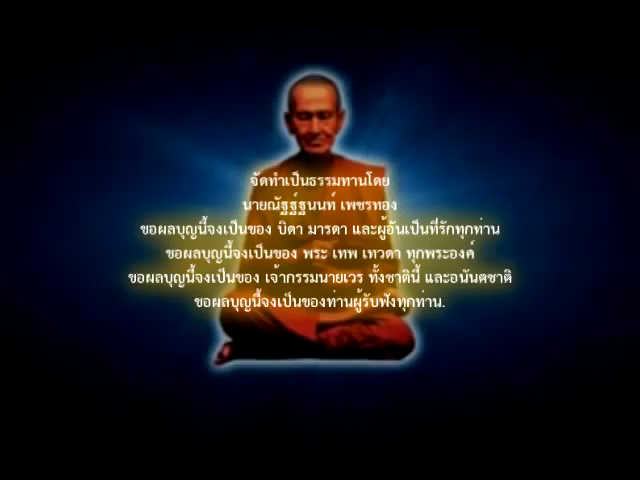 จัดทำเป็นธรรมทานโดย
นายณัฐฐ์ฐนนท์ เพชรทอง
ขอผลบุญนี้จงเป็นของ บิดา มารดา และผู้อันเป็นที่รักทุกท่าน
ขอผลบุญนี้จงเป็นของ พระ เทพ เทวดา ทุกพระองค์
ขอผลบุญนี้จงเป็นของ เจ้ากรรมนายเวร ทั้งชาตินี้ และอนันตชาติ
ขอผลบุญนี้จงเป็นของท่านผู้รับฟังทุกท่าน.